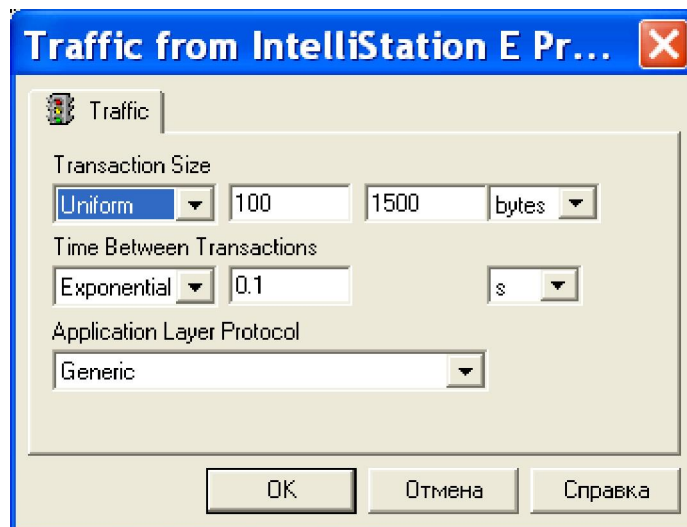 Traffic from IntelliStation E Pr...
Traffic
Transaction Size
Uniform 100 1500 bytes
Time Between Transactions
Exponential 0.1 s
Application Layer Protocol
Generic
OK Отмена Справка